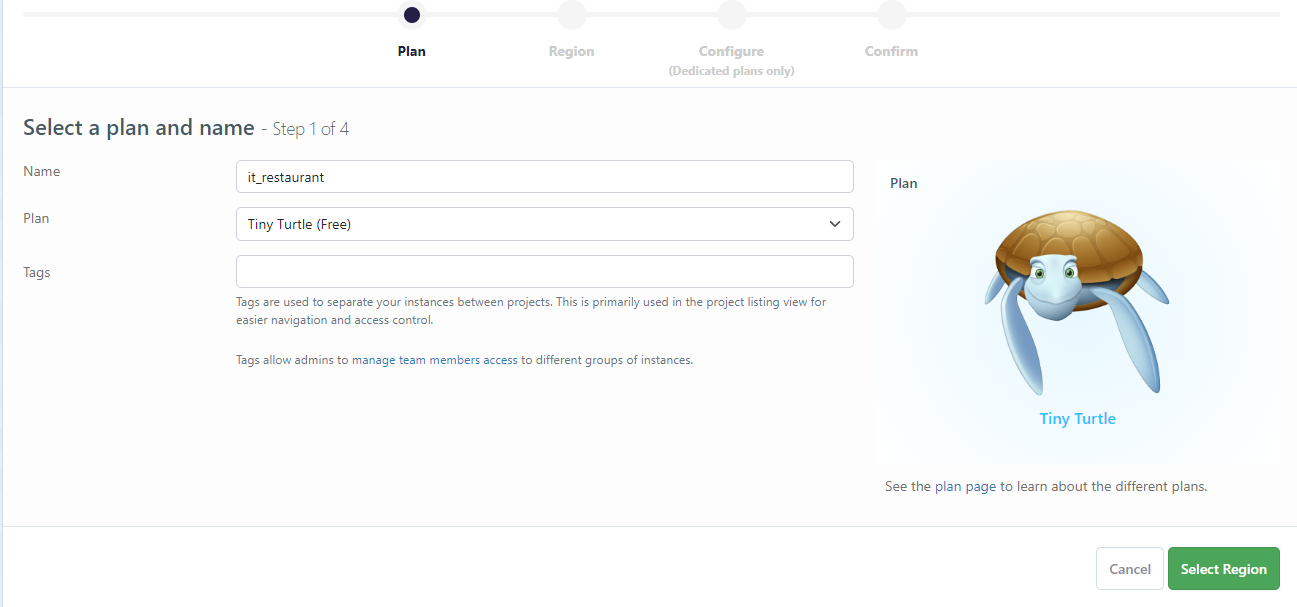 Plan
Region
Configure
Confirm
(Dedicated plans only)
Select a plan and name - Step 1 of 4
Name
it_restaurant
Plan
Tiny Turtle (Free)
Tags
Tags are used to separate your instances between projects. This is primarily used in the project listing view for
easier navigation and access control.
Tags allow admins to manage team members access to different groups of instances.
Plan
Tiny Turtle
See the plan page to learn about the different plans.
Cancel
Select Region